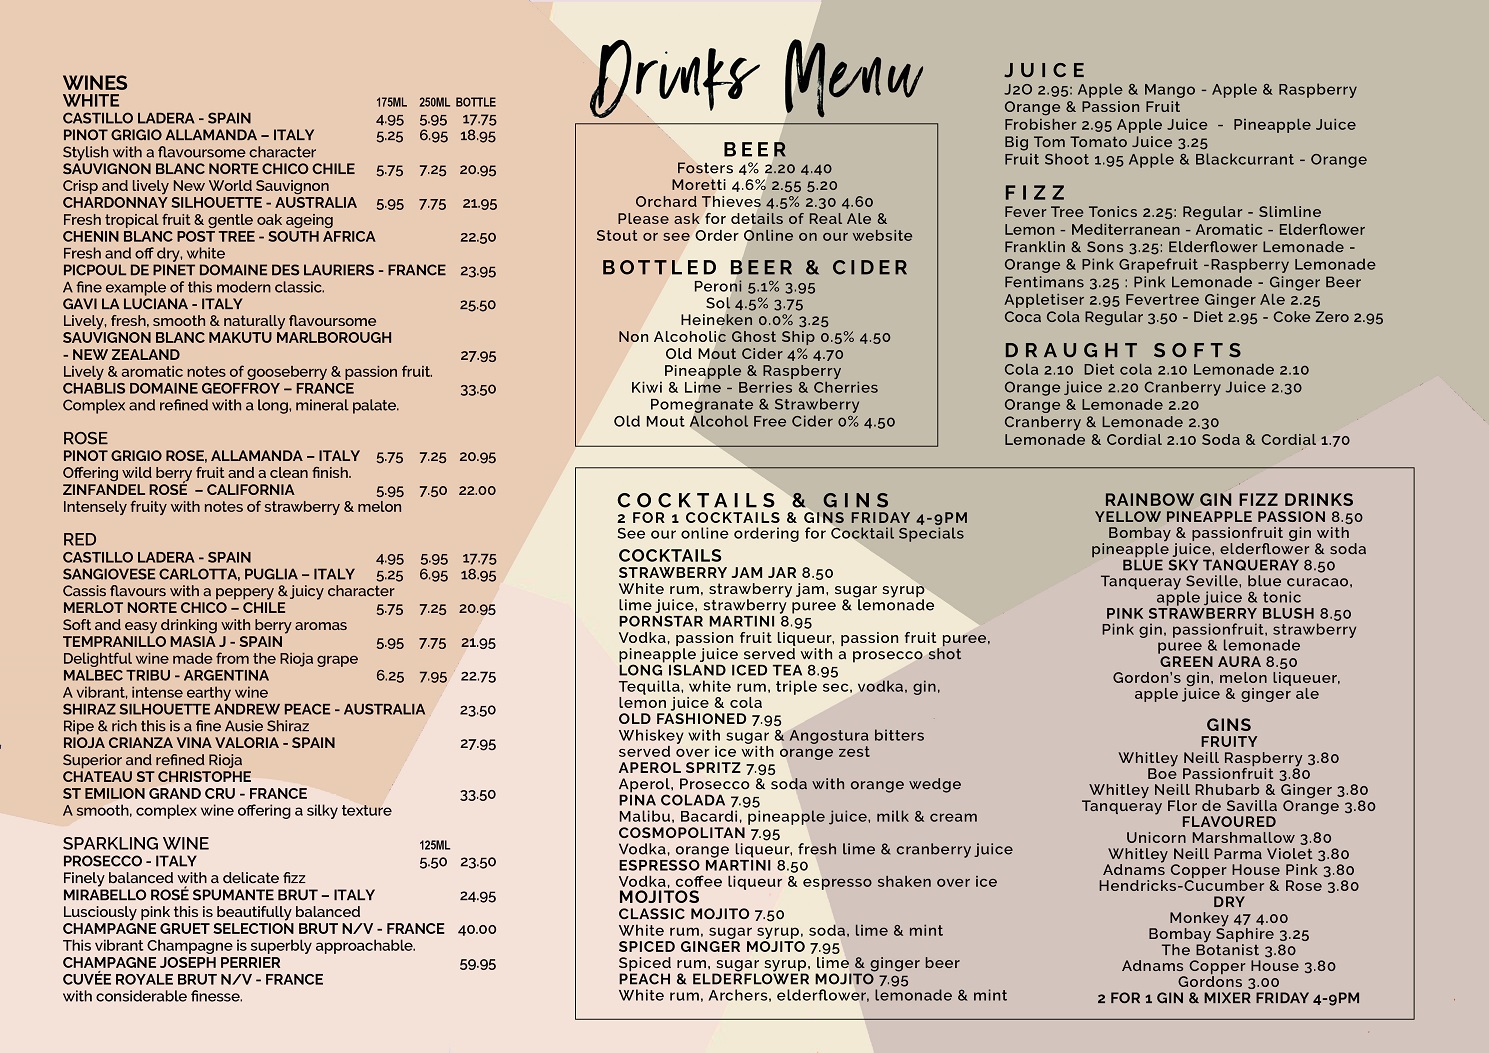 Drinks Menu
WINES
WHITE 175ML 250ML BOTTLE
CASTILLO LADERA - SPAIN 4.95 5.95 17.75
PINOT GRIGIO ALLAMANDA – ITALY 5.25 6.95 18.95
Stylish with a flavoursome character
SAUVIGNON BLANC NORTE CHICO CHILE 5.75 7.25 20.95
Crisp and lively New World Sauvignon
CHARDONNAY SILHOUETTE - AUSTRALIA 5.95 7.75 21.95
Fresh tropical fruit & gentle oak ageing
CHENIN BLANC POST TREE - SOUTH AFRICA 22.50
Fresh and off dry, white
PICPOUL DE PINET DOMAINE DES LAURIERS - FRANCE 23.95
A fine example of this modern classic.
GAVI LA LUCIANA - ITALY 25.50
Lively, fresh, smooth & naturally flavoursome
SAUVIGNON BLANC MAKUTU MARLBOROUGH
- NEW ZEALAND 27.95
Lively & aromatic notes of gooseberry & passion fruit.
CHABLIS DOMAINE GEOFFROY – FRANCE 33.50
Complex and refined with a long, mineral palate.
ROSE
PINOT GRIGIO ROSE, ALLAMANDA – ITALY 5.75 7.25 20.95
Offering wild berry fruit and a clean finish.
ZINFANDEL ROSÉ – CALIFORNIA 5.95 7.50 22.00
Intensely fruity with notes of strawberry & melon
RED
CASTILLO LADERA - SPAIN 4.95 5.95 17.75
SANGIOVESE CARLOTTA, PUGLIA – ITALY 5.25 6.95 18.95
Cassis flavours with a peppery & juicy character
MERLOT NORTE CHICO – CHILE 5.75 7.25 20.95
Soft and easy drinking with berry aromas
TEMPRANILLO MASIA J - SPAIN 5.95 7.75 21.95
Delightful wine made from the Rioja grape
MALBEC TRIBU - ARGENTINA 6.25 7.95 22.75
A vibrant, intense earthy wine
SHIRAZ SILHOUETTE ANDREW PEACE - AUSTRALIA 23.50
Ripe & rich this is a fine Ausie Shiraz
RIOJA CRIANZA VINA VALORIA - SPAIN 27.95
Superior and refined Rioja
CHATEAU ST CHRISTOPHE
ST EMILION GRAND CRU - FRANCE 33.50
A smooth, complex wine offering a silky texture
SPARKLING WINE 125ML
PROSECCO - ITALY 5.50 23.50
Finely balanced with a delicate fizz
MIRABELLO ROSÉ SPUMANTE BRUT – ITALY 24.95
Lusciously pink this is beautifully balanced
CHAMPAGNE GRUET SELECTION BRUT N/V - FRANCE 40.00
This vibrant Champagne is superbly approachable.
CHAMPAGNE JOSEPH PERRIER 59.95
CUVÉE ROYALE BRUT N/V - FRANCE
with considerable finesse.
BEER
Fosters 4% 2.20 4.40
Moretti 4.6% 2.55 5.20
Orchard Thieves 4.5% 2.30 4.60
Please ask for details of Real Ale &
Stout or see Order Online on our website
BOTTLED BEER & CIDER
Peroni 5.1% 3.95
Sol 4.5% 3.75
Heineken 0.0% 3.25
Non Alcoholic Ghost Ship 0.5% 4.50
Old Mout Cider 4% 4.70
Pineapple & Raspberry
Kiwi & Lime - Berries & Cherries
Pomegranate & Strawberry
Old Mout Alcohol Free Cider 0% 4.50
JUICE
J2O 2.95: Apple & Mango - Apple & Raspberry
Orange & Passion Fruit
Frobisher 2.95 Apple Juice - Pineapple Juice
Big Tom Tomato Juice 3.25
Fruit Shoot 1.95 Apple & Blackcurrant - Orange
FIZZ
Fever Tree Tonics 2.25: Regular - Slimline
Lemon - Mediterranean - Aromatic - Elderflower
Franklin & Sons 3.25: Elderflower Lemonade -
Orange & Pink Grapefruit -Raspberry Lemonade
Fentimans 3.25 : Pink Lemonade - Ginger Beer
Appletiser 2.95 Fevertree Ginger Ale 2.25
Coca Cola Regular 3.50 - Diet 2.95 - Coke Zero 2.95
DRAUGHT SOFTS
Cola 2.10 Diet cola 2.10 Lemonade 2.10
Orange juice 2.20 Cranberry Juice 2.30
Orange & Lemonade 2.20
Cranberry & Lemonade 2.30
Lemonade & Cordial 2.10 Soda & Cordial 1.70
COCKTAILS & GINS
2 FOR 1 COCKTAILS & GINS FRIDAY 4-9PM
See our online ordering for Cocktail Specials
COCKTAILS
STRAWBERRY JAM JAR 8.50
White rum, strawberry jam, sugar syrup
lime juice, strawberry puree & lemonade
PORNSTAR MARTINI 8.95
Vodka, passion fruit liqueur, passion fruit puree,
pineapple juice served with a prosecco shot
LONG ISLAND ICED TEA 8.95
Tequilla, white rum, triple sec, vodka, gin,
lemon juice & cola
OLD FASHIONED 7.95
Whiskey with sugar & Angostura bitters
served over ice with orange zest
APEROL SPRITZ 7.95
Aperol, Prosecco & soda with orange wedge
PINA COLADA 7.95
Malibu, Bacardi, pineapple juice, milk & cream
COSMOPOLITAN 7.95
Vodka, orange liqueur, fresh lime & cranberry juice
ESPRESSO MARTINI 8.50
Vodka, coffee liqueur & espresso shaken over ice
MOJITOS
CLASSIC MOJITO 7.50
White rum, sugar syrup, soda, lime & mint
SPICED GINGER MOJITO 7.95
Spiced rum, sugar syrup, lime & ginger beer
PEACH & ELDERFLOWER MOJITO 7.95
White rum, Archers, elderflower, lemonade & mint
RAINBOW GIN FIZZ DRINKS
YELLOW PINEAPPLE PASSION 8.50
Bombay & passionfruit gin with
pineapple juice, elderflower & soda
BLUE SKY TANQUERAY 8.50
Tanqueray Seville, blue curacao,
apple juice & tonic
PINK STRAWBERRY BLUSH 8.50
Pink gin, passionfruit, strawberry
puree & lemonade
GREEN AURA 8.50
Gordon's gin, melon liqueuer,
apple juice & ginger ale
GINS
FRUITY
Whitley Neill Raspberry 3.80
Boe Passionfruit 3.80
Whitley Neill Rhubarb & Ginger 3.80
Tanqueray Flor de Savilla Orange 3.80
FLAVOURED
Unicorn Marshmallow 3.80
Whitley Neill Parma Violet 3.80
Adnams Copper House Pink 3.80
Hendricks-Cucumber & Rose 3.80
DRY
Monkey 47 4.00
Bombay Saphire 3.25
The Botanist 3.80
Adnams Copper House 3.80
Gordons 3.00
2 FOR 1 GIN & MIXER FRIDAY 4-9PM